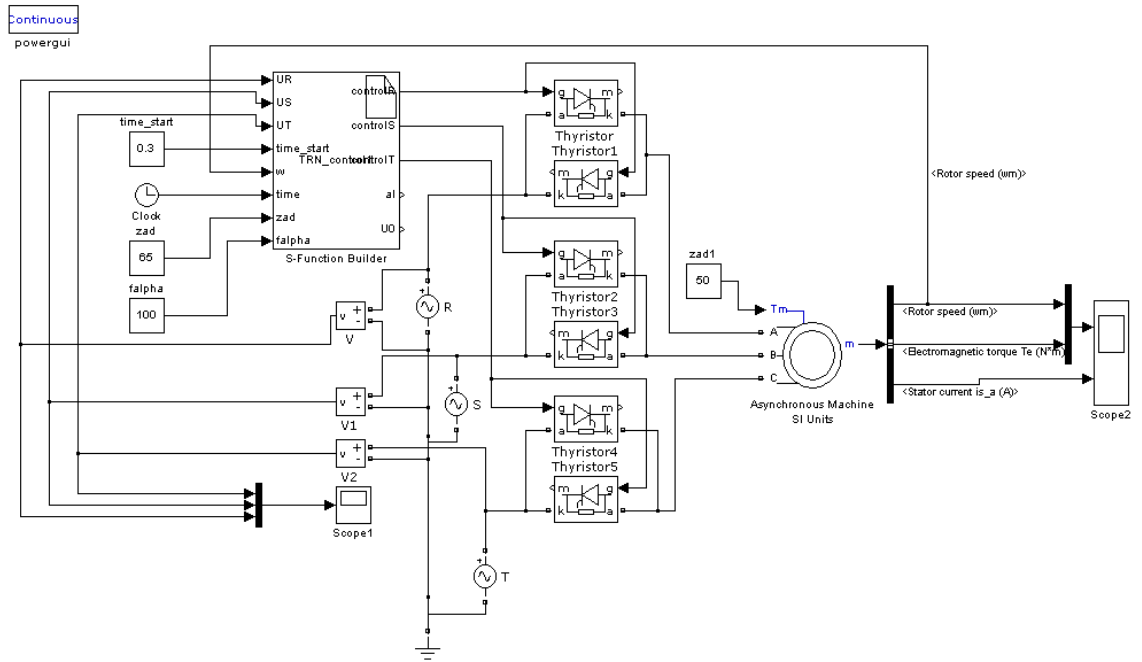 Continuous
powergui
UR
US
UT
time_start
w
time
zad
falpha
controlR
controlS
TRN_control
controlT
al
U0
S-Function Builder
time_start
0.3
Clock
zad
65
falpha
100
g m
a k
Thyristor
Thyristor1
m g
k a
<Rotor speed (wm)>
g m
a k
Thyristor2
Thyristor3
m g
k a
zad1
50
Tm
A
B
C
m
Asynchronous Machine
SI Units
<Rotor speed (wm)>
<Electromagnetic torque Te (N*m)
<Stator current is_a (A)>
Scope2
v + -
V
+
R
v + -
V1
+
S
v + -
V2
g m
a k
Thyristor4
Thyristor5
m g
k a
Scope1
+
T